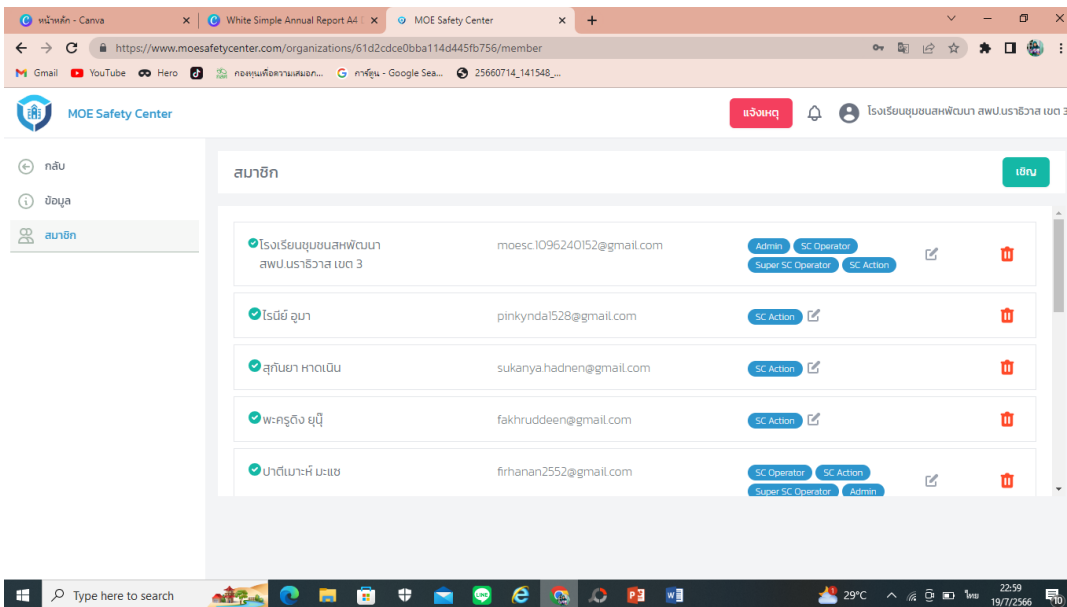 หน้าหลัก - Canva
White Simple Annual Report A4
MOE Safety Center
https://www.moesafetycenter.com/organizations/61d2cdce0bba114d445fb756/member
Gmail
YouTube
Hero
กองทุนเพื่อความเสมอภ...
การ์ตูน - Google Sea...
25660714_141548_...
MOE Safety Center
แจ้งเหตุ
โรงเรียนชุมชนสหพัฒนา สพป.นราธิวาส เขต 3
กลับ
ข้อมูล
สมาชิก
สมาชิก
เชิญ
โรงเรียนชุมชนสหพัฒนา
สพป.นราธิวาส เขต 3
moesc.1096240152@gmail.com
Admin
SC Operator
Super SC Operator
SC Action
ไรนีย์ อูมา
pinkynda1528@gmail.com
SC Action
สุกันยา หาดเนิน
sukanya.hadnen@gmail.com
SC Action
พะครูดิง ยุนุ๊
fakhruddeen@gmail.com
SC Action
ปาตีเมาะห์ มะแซ
firhanan2552@gmail.com
SC Operator
SC Action
Super SC Operator
Admin
Type here to search
29°C
ไทย
22:59
19/7/2566